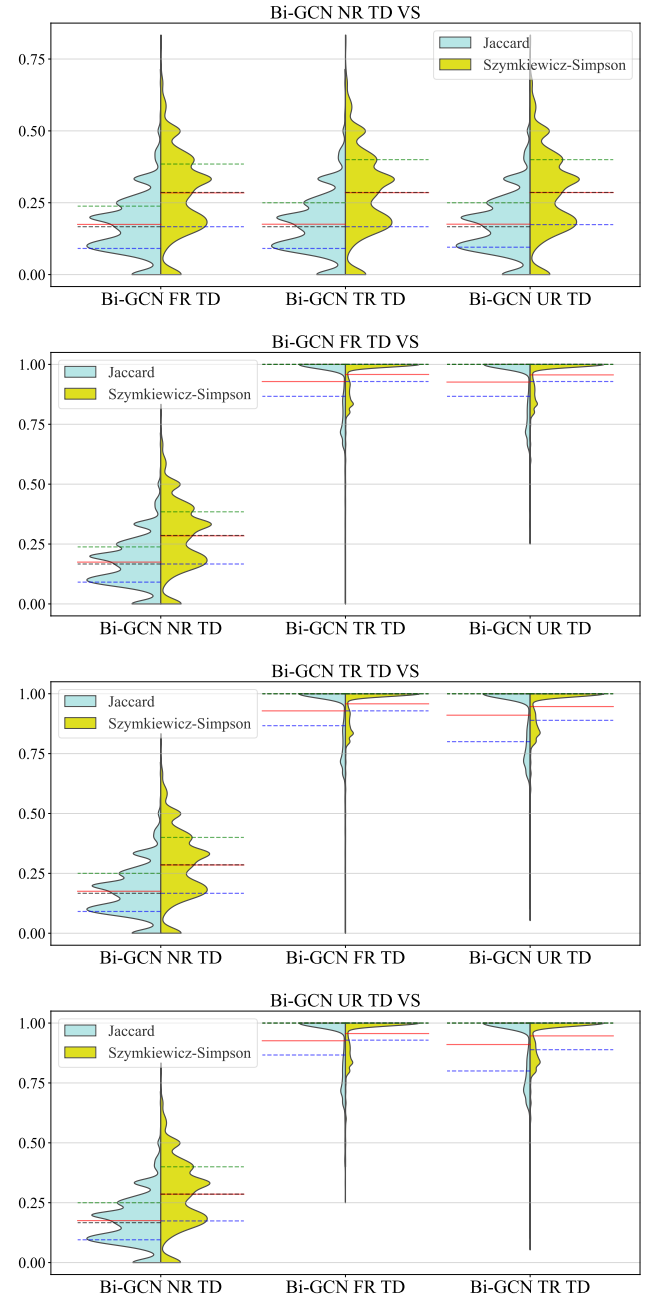 Bi-GCN NR TD VS
0.75
0.50
0.25
0.00
Jaccard
Szymkiewicz-Simpson
Bi-GCN FR TD
Bi-GCN TR TD
Bi-GCN UR TD
Bi-GCN FR TD VS
1.00
0.75
0.50
0.25
0.00
Jaccard
Szymkiewicz-Simpson
Bi-GCN NR TD
Bi-GCN TR TD
Bi-GCN UR TD
Bi-GCN TR TD VS
1.00
0.75
0.50
0.25
0.00
Jaccard
Szymkiewicz-Simpson
Bi-GCN NR TD
Bi-GCN FR TD
Bi-GCN UR TD
Bi-GCN UR TD VS
1.00
0.75
0.50
0.25
0.00
Jaccard
Szymkiewicz-Simpson
Bi-GCN NR TD
Bi-GCN FR TD
Bi-GCN TR TD